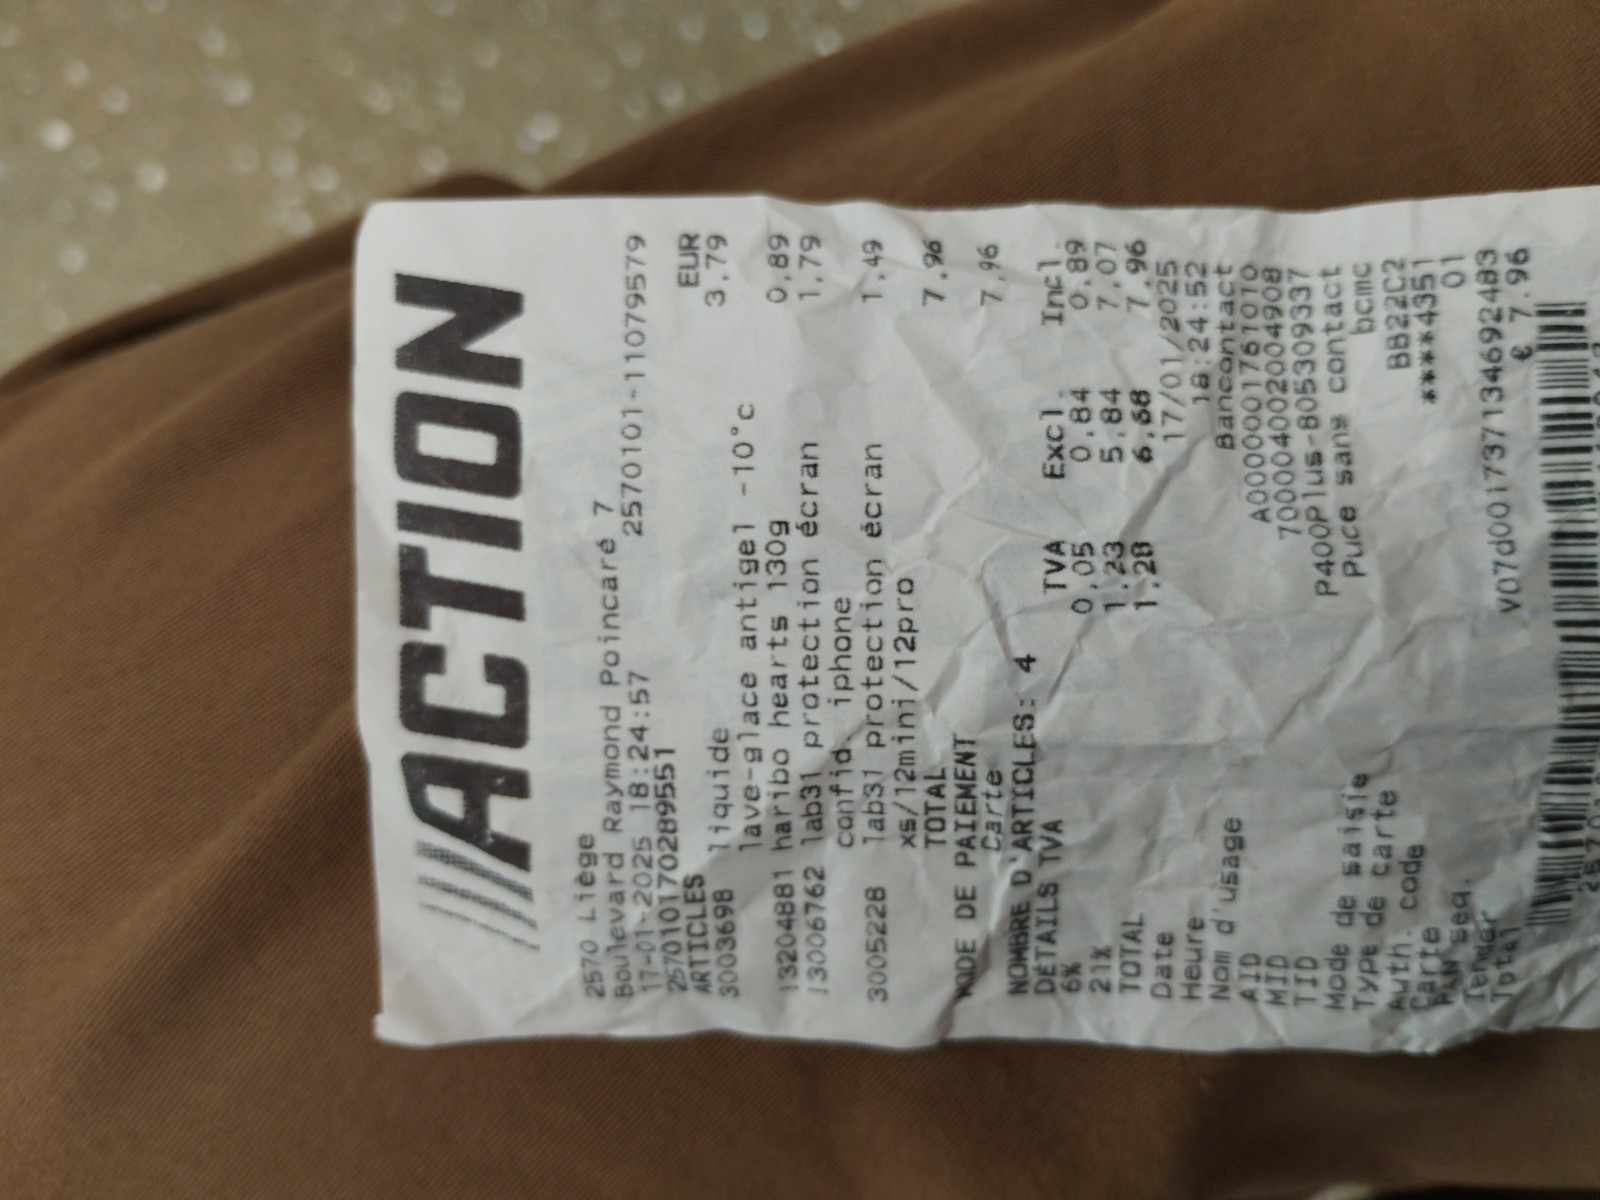 ACTION
2570 Liège
Boulevard Raymond Poincaré 7
17-01-2025 18:24:57 25701101-110795579
2570101170289551
ARTICLES EUR
3003698 liquide 3,79
lave-glace antigel -10°c
13204881 haribo hearts 130g 0,89
13006762 lab31 protection écran 1,79
confid. iphone
3005228 lab31 protection écran 1,49
xs/12mini/12pro
TOTAL 7,96
MODE DE PAIEMENT
Carte 7,96
NOMBRE D'ARTICLES: 4
DÉTAILS TVA TVA Excl. Incl.
6% 0,05 0,84 0,89
21% 1,23 5,84 7,07
TOTAL 1,28 6,68 7,96
Date 17/01/2025
Heure 18:24:52
Nom d'usage Bancontact
AID A0000001761010
MID 70004002004908
TID P400Plus-805309337
Mode de saisie Puce sans contact
Type de carte bcmc
Auth. code BB22C2
Carte *****4351
PAN seq. 01
Tender V07d001737134692483
Total € 7.96